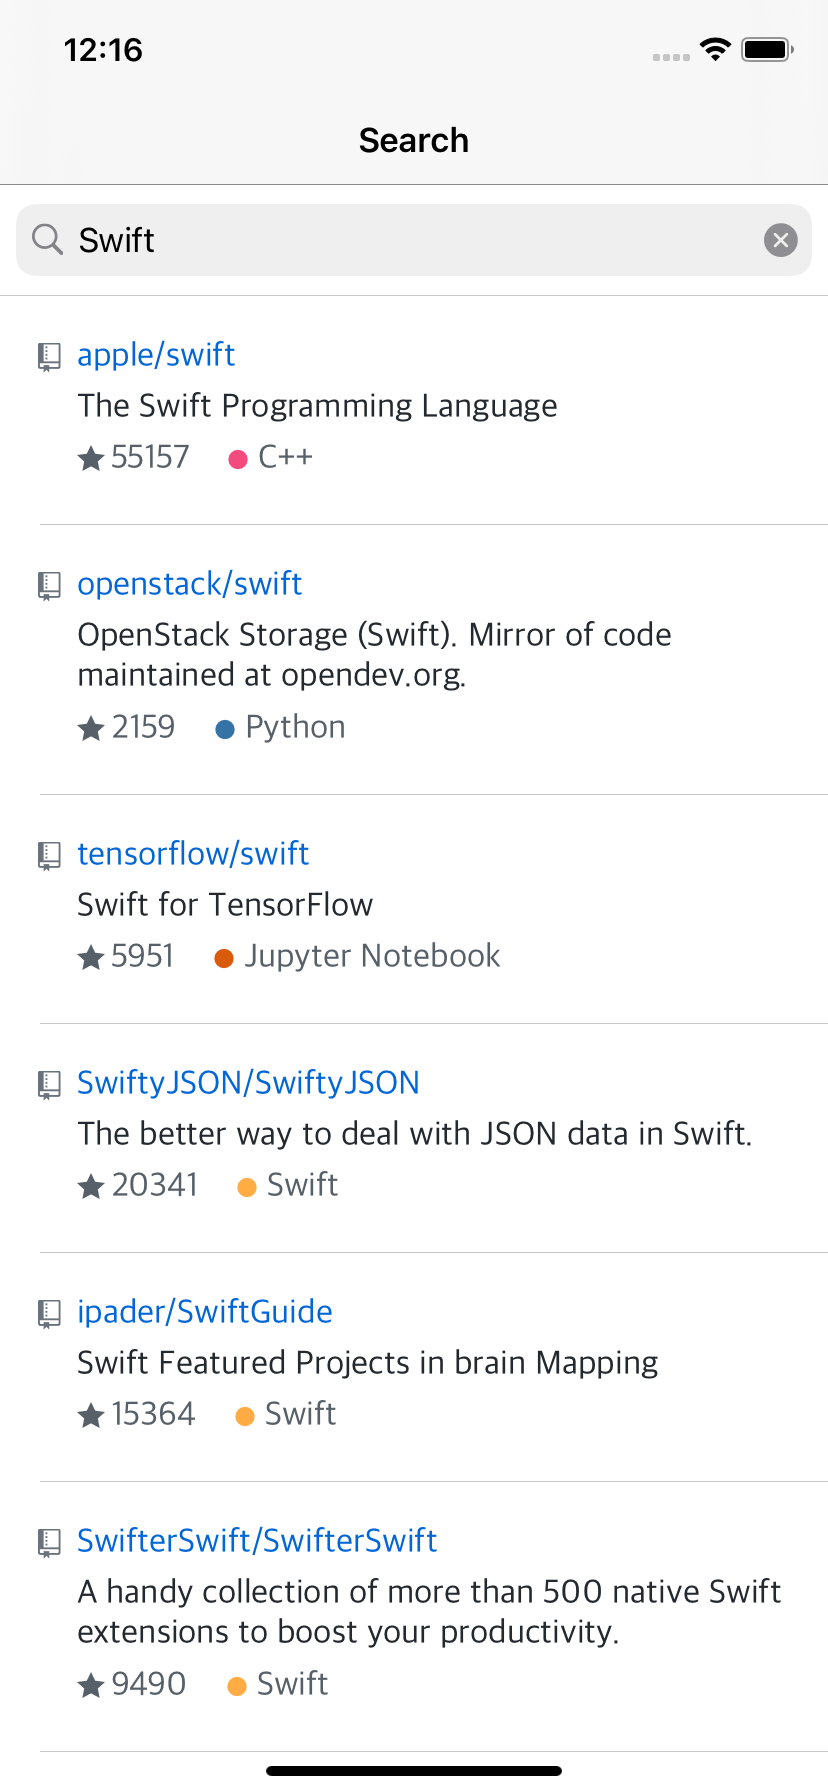 12:16
Search
Swift
apple/swift
The Swift Programming Language
55157 C++
openstack/swift
OpenStack Storage (Swift). Mirror of code
maintained at opendev.org.
2159 Python
tensorflow/swift
Swift for TensorFlow
5951 Jupyter Notebook
SwiftyJSON/SwiftyJSON
The better way to deal with JSON data in Swift.
20341 Swift
ipader/SwiftGuide
Swift Featured Projects in brain Mapping
15364 Swift
SwifterSwift/SwifterSwift
A handy collection of more than 500 native Swift
extensions to boost your productivity.
9490 Swift